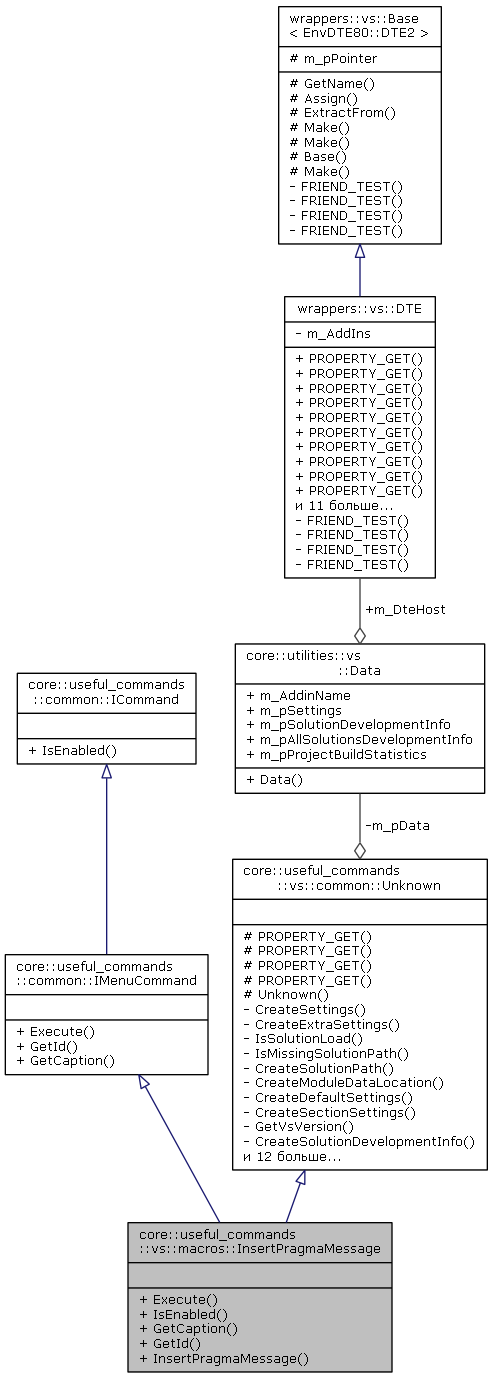 wrappers::vs::Base
< EnvDTE80::DTE2 >
# m_pPointer
# GetName()
# Assign()
# ExtractFrom()
# Make()
# Make()
# Base()
# Make()
- FRIEND_TEST()
- FRIEND_TEST()
- FRIEND_TEST()
- FRIEND_TEST()
wrappers::vs::DTE
- m_AddIns
+ PROPERTY_GET()
+ PROPERTY_GET()
+ PROPERTY_GET()
+ PROPERTY_GET()
+ PROPERTY_GET()
+ PROPERTY_GET()
+ PROPERTY_GET()
+ PROPERTY_GET()
+ PROPERTY_GET()
+ PROPERTY_GET()
и 11 больше...
- FRIEND_TEST()
- FRIEND_TEST()
- FRIEND_TEST()
- FRIEND_TEST()
+m_DteHost
core::utilities::vs
::Data
+ m_AddinName
+ m_pSettings
+ m_pSolutionDevelopmentInfo
+ m_pAllSolutionsDevelopmentInfo
+ m_pProjectBuildStatistics
+ Data()
core::useful_commands
::common::ICommand
+ IsEnabled()
-m_pData
core::useful_commands
::vs::common::Unknown
# PROPERTY_GET()
# PROPERTY_GET()
# PROPERTY_GET()
# PROPERTY_GET()
# Unknown()
- CreateSettings()
- CreateExtraSettings()
- IsSolutionLoad()
- IsMissingSolutionPath()
- CreateSolutionPath()
- CreateModuleDataLocation()
- CreateDefaultSettings()
- CreateSectionSettings()
- GetVsVersion()
- CreateSolutionDevelopmentInfo()
и 12 больше...
core::useful_commands
::common::IMenuCommand
+ Execute()
+ GetId()
+ GetCaption()
core::useful_commands
::vs::macros::InsertPragmaMessage
+ Execute()
+ IsEnabled()
+ GetCaption()
+ GetId()
+ InsertPragmaMessage()